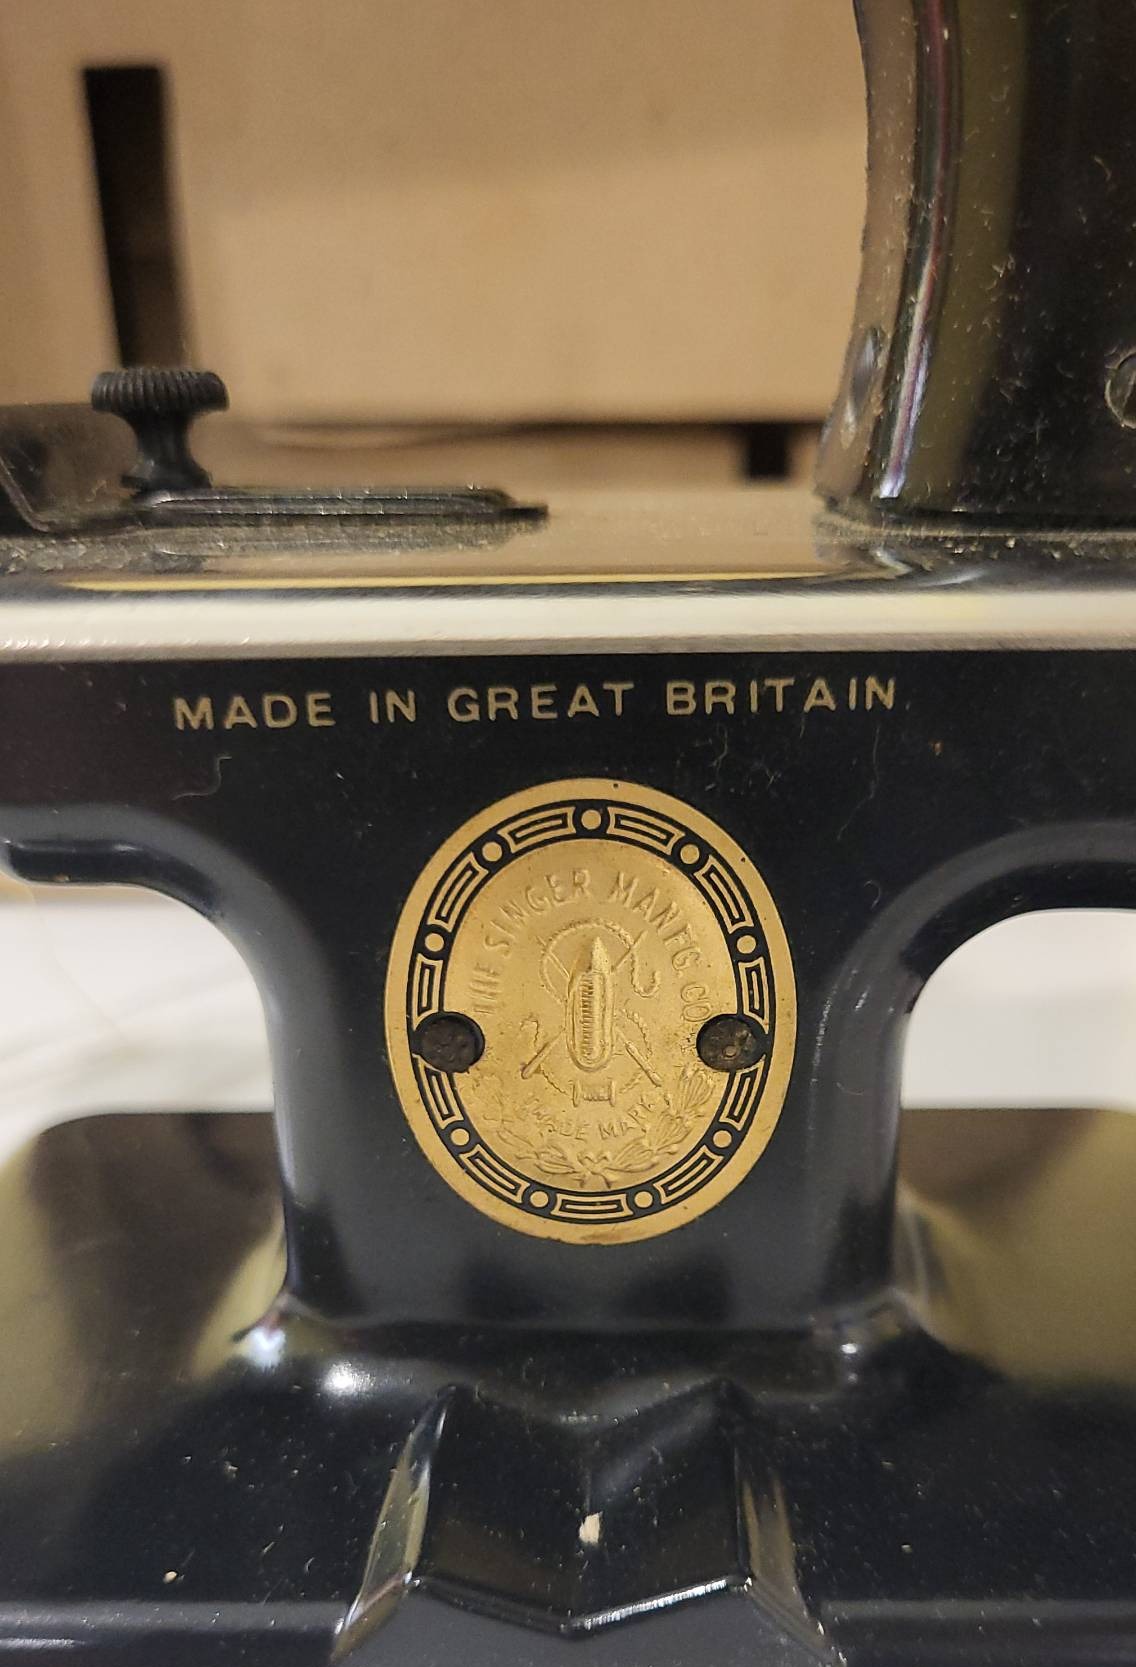 MADE IN GREAT BRITAIN
THE SINGER MANFG. CO.
TRADE MARK